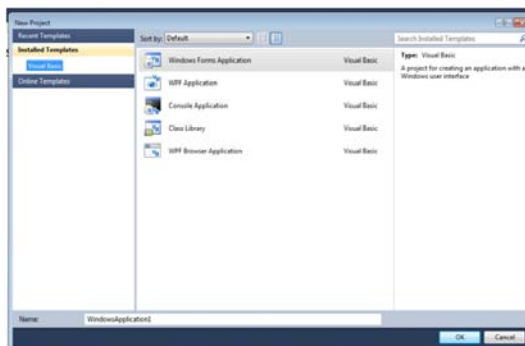 New Project
Recent Templates
Installed Templates
Visual Basic
Online Templates
Sort by: Default
Search Installed Templates
Windows Forms Application Visual Basic
WPF Application Visual Basic
Console Application Visual Basic
Class Library Visual Basic
WPF Browser Application Visual Basic
Type: Visual Basic
A project for creating an application with a
Windows user interface
Name: WindowsApplication1
OK Cancel